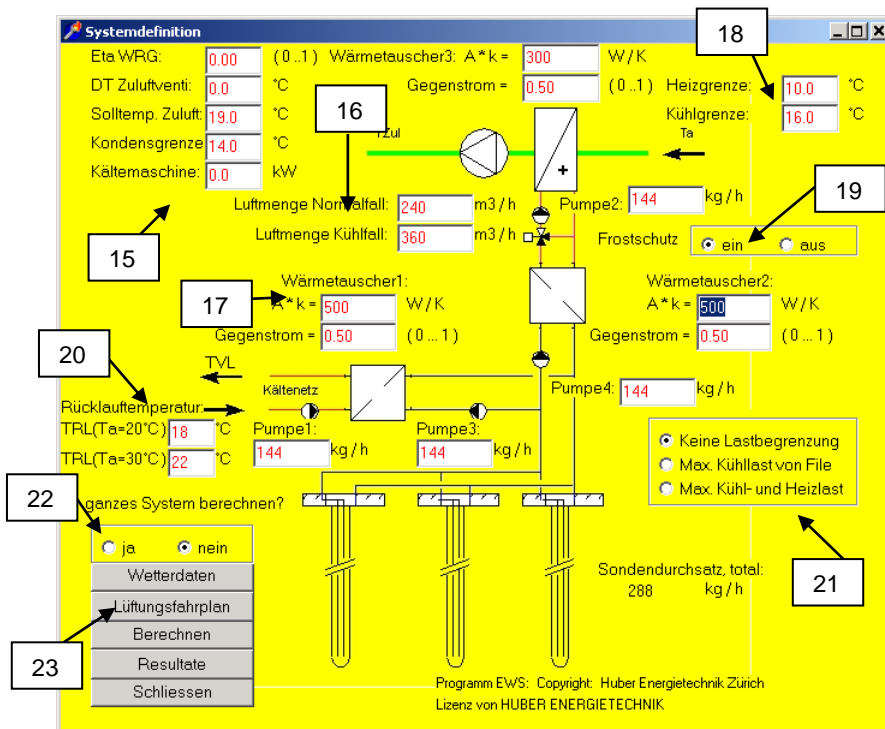 Systemdefinition
Eta WRG: 0.00 (0..1) Wärmetauscher3: A*k= 300 W/K
18
DT Zuluftventi: 0.0 °C Gegenstrom = 0.50 (0..1) Heizgrenze: 10.0 °C
Solltemp. Zuluft: 19.0 °C 16 Kühlgrenze: 16.0 °C
Kondensgrenze 14.0 °C TZul Ta
Kältemaschine: 0.0 kW +
Luftmenge Normalfall: 240 m3/h Pumpe2: 144 kg/h 19
15 Luftmenge Kühlfall: 360 m3/h Frostschutz ein aus
Wärmetauscher1: Wärmetauscher2:
17 A*k= 500 W/K A*k= 500 W/K
Gegenstrom = 0.50 (0...1) Gegenstrom = 0.50 (0...1)
20 TVL
Kältenetz Pumpe4: 144 kg/h
Rücklauftemperatur:
TRL(Ta=20°C) 18 °C Pumpe1: Pumpe3:
144 kg/h 144 kg/h
TRL(Ta=30°C) 22 °C
Keine Lastbegrenzung
Max. Kühllast von File
Max. Kühl- und Heizlast
22 ganzes System berechnen?
ja nein
21
Wetterdaten Sondendurchsatz, total:
288 kg/h
Lüftungsfahrplan
Berechnen
23
Resultate
Schliessen
Programm EWS: Copyright: Huber Energietechnik Zürich
Lizenz von HUBER ENERGIETECHNIK